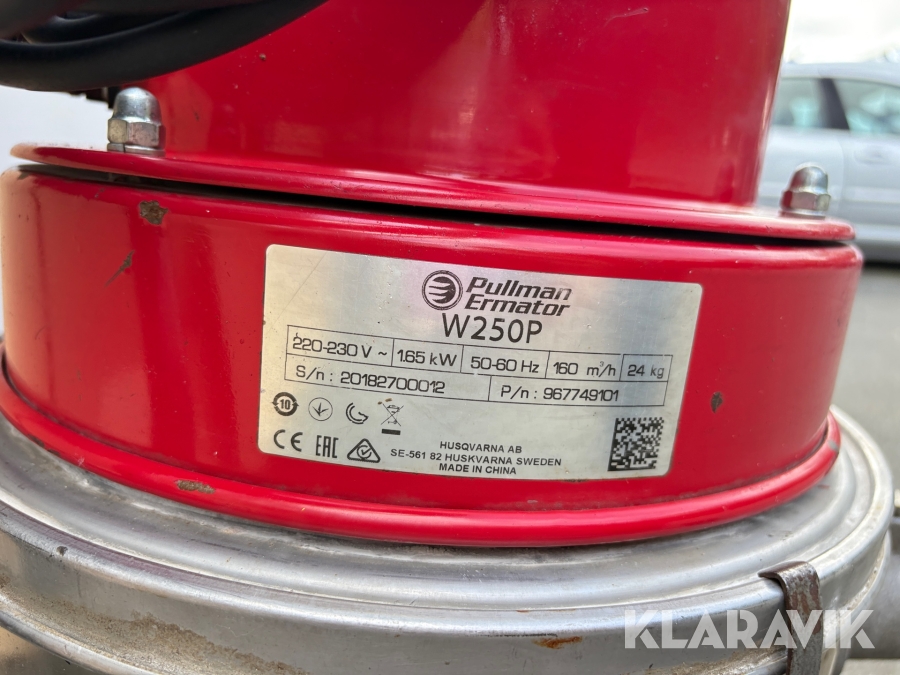 Pullman
Ermator
W250P
220-230 V ~ 1.65 kW 50-60 Hz 160 m³/h 24 kg
S/n : 20182700012 P/n : 967749101
10
CE EAC
HUSQVARNA AB
SE-561 82 HUSKVARNA SWEDEN
MADE IN CHINA
KLARAVIK